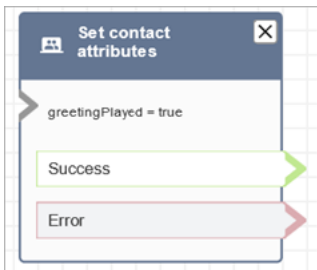 Set contact
attributes
greetingPlayed = true
Success
Error